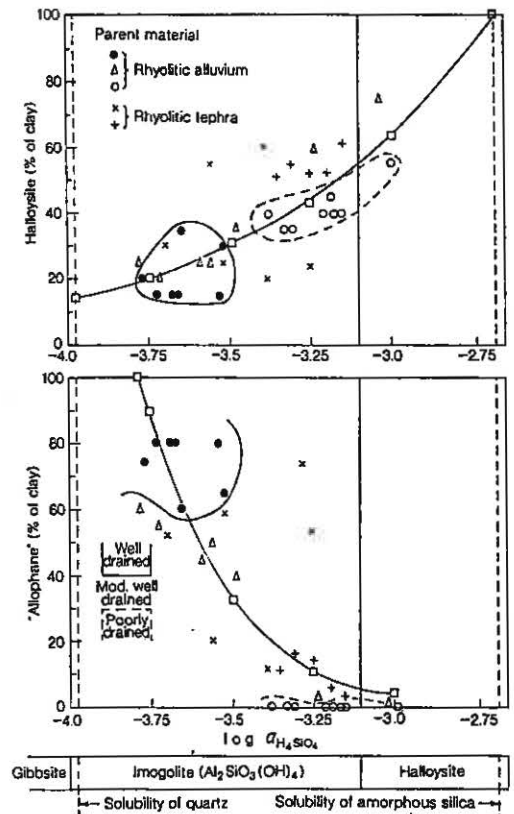 Parent material
Rhyolitic alluvium
Rhyolitic tephra
Halloysite (% of clay)
100
80
60
40
20
0
-4.0 -3.75 -3.5 -3.25 -3.0 -2.75
"Allophane" (% of clay)
100
80
60
40
20
0
Well
drained
Mod. well
drained
Poorly
drained
-4.0 -3.75 -3.5 -3.25 -3.0 -2.75
log aH4SiO4
Gibbsite Imogolite (Al2SiO3(OH)4) Halloysite
Solubility of quartz Solubility of amorphous silica